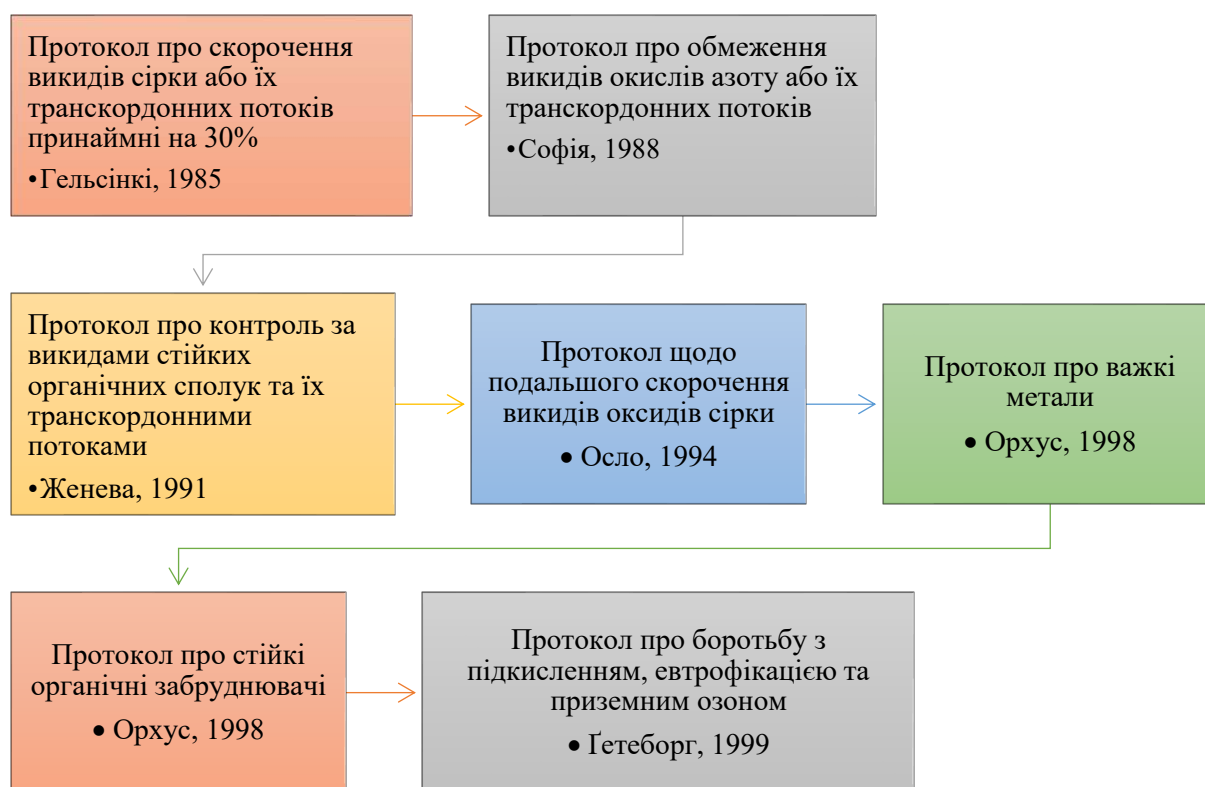 Протокол про скорочення
викидів сірки або їх
транскордонних потоків
принаймні на 30%
•Гельсінкі, 1985
Протокол про обмеження
викидів окислів азоту або їх
транскордонних потоків
•Софія, 1988
Протокол про контроль за
викидами стійких
органічних сполук та їх
транскордонними
потоками
•Женева, 1991
Протокол щодо
подальшого скорочення
викидів оксидів сірки
• Осло, 1994
Протокол про важкі
метали
• Орхус, 1998
Протокол про стійкі
органічні забруднювачі
• Орхус, 1998
Протокол про боротьбу з
підкисленням, евтрофікацією та
приземним озоном
• Ґетеборг, 1999